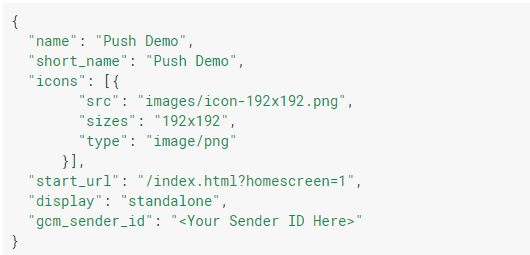 {
  "name": "Push Demo",
  "short_name": "Push Demo",
  "icons": [{
        "src": "images/icon-192x192.png",
        "sizes": "192x192",
        "type": "image/png"
      }],
  "start_url": "/index.html?homescreen=1",
  "display": "standalone",
  "gcm_sender_id": "<Your Sender ID Here>"
}